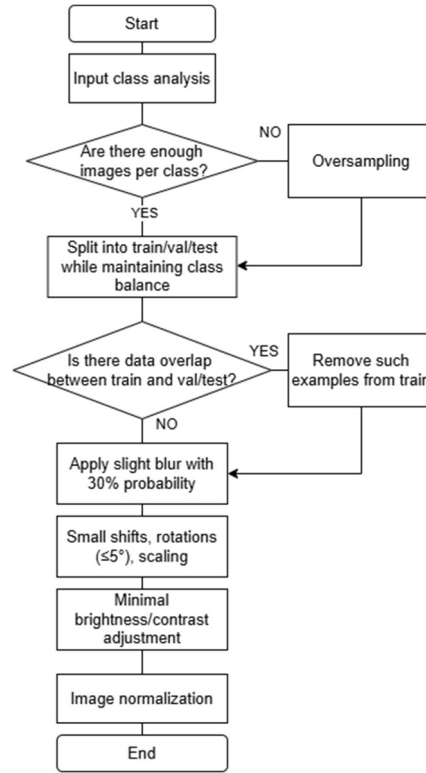 Start
Input class analysis
Are there enough
images per class?
NO
Oversampling
YES
Split into train/val/test
while maintaining class
balance
Is there data overlap
between train and val/test?
YES
Remove such
examples from train
NO
Apply slight blur with
30% probability
Small shifts, rotations
(≤5°), scaling
Minimal
brightness/contrast
adjustment
Image normalization
End